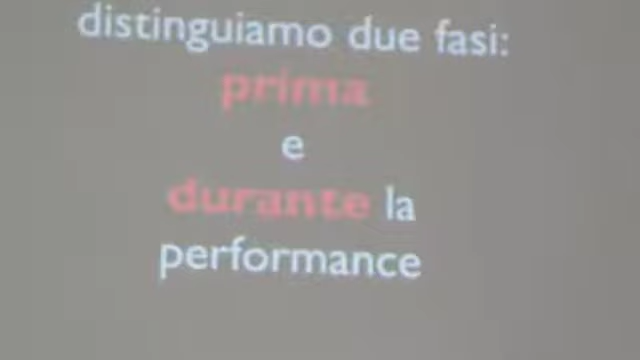 distinguiamo due fasi:
prima
e
durante la
performance